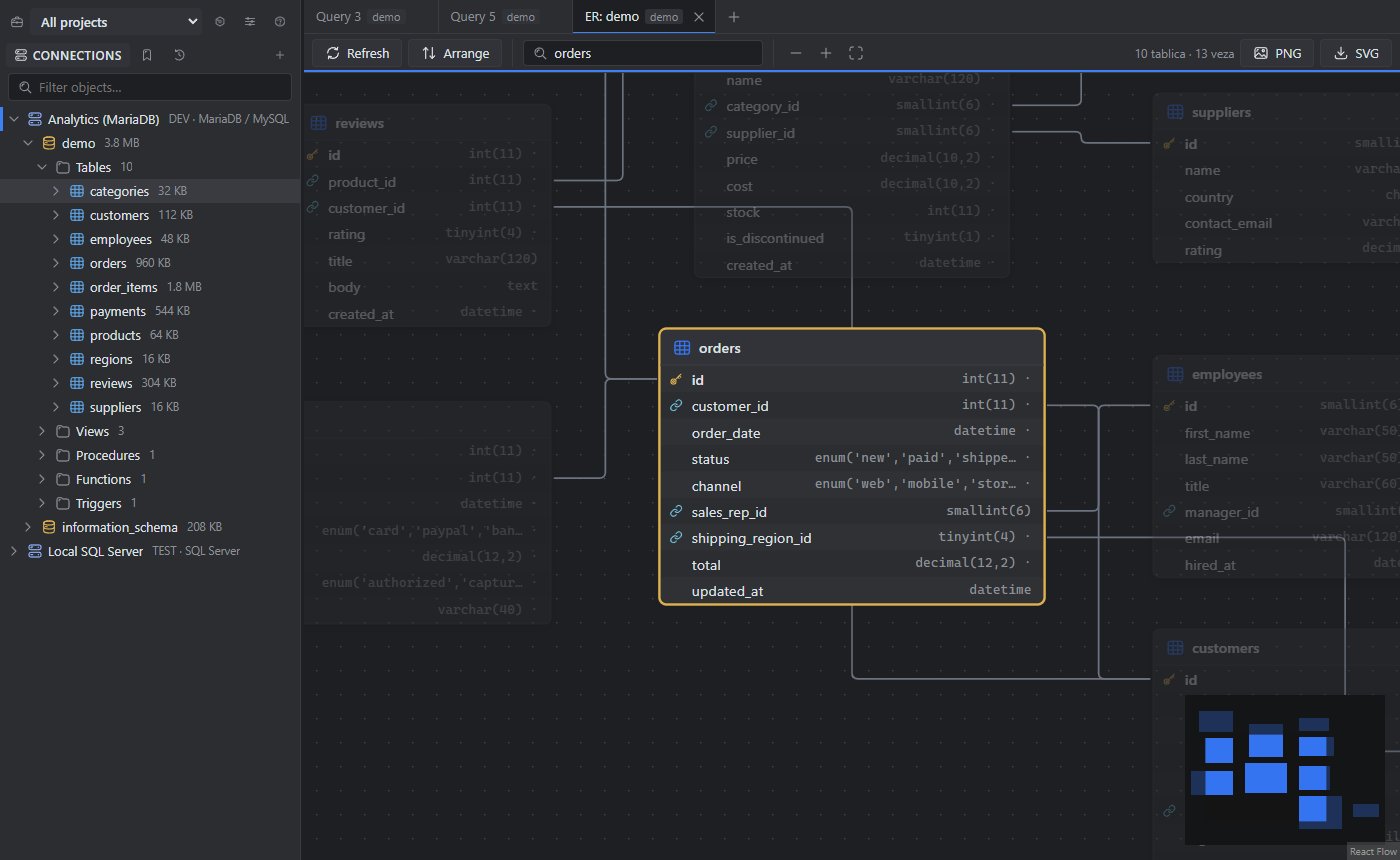 All projects
CONNECTIONS
Filter objects...
Analytics (MariaDB) DEV · MariaDB / MySQL
demo 3.8 MB
Tables 10
categories 32 KB
customers 112 KB
employees 48 KB
orders 960 KB
order_items 1.8 MB
payments 544 KB
products 64 KB
regions 16 KB
reviews 304 KB
suppliers 16 KB
Views 3
Procedures 1
Functions 1
Triggers 1
information_schema 208 KB
Local SQL Server TEST · SQL Server
Query 3 demo
Query 5 demo
ER: demo demo
Refresh
Arrange
orders
10 tablica · 13 veza
PNG
SVG
reviews
id int(11) ·
product_id int(11) ·
customer_id int(11) ·
rating tinyint(4) ·
title varchar(120)
body text
created_at datetime ·
int(11) ·
int(11) ·
datetime ·
enum('card','paypal','ban… ·
decimal(12,2) ·
enum('authorized','captur… ·
varchar(40) ·
name varchar(120) ·
category_id smallint(6) ·
supplier_id smallint(6) ·
price decimal(10,2) ·
cost decimal(10,2) ·
stock int(11) ·
is_discontinued tinyint(1) ·
created_at datetime ·
orders
id int(11) ·
customer_id int(11) ·
order_date datetime ·
status enum('new','paid','shippe… ·
channel enum('web','mobile','stor… ·
sales_rep_id smallint(6)
shipping_region_id tinyint(4) ·
total decimal(12,2) ·
updated_at datetime
suppliers
id smalli
name varcha
country ch
contact_email varch
rating decim
employees
id smallint(6
first_name varchar(50
last_name varchar(50
title varchar(60
manager_id smallint
email varchar(120
hired_at date
customers
id
React Flow